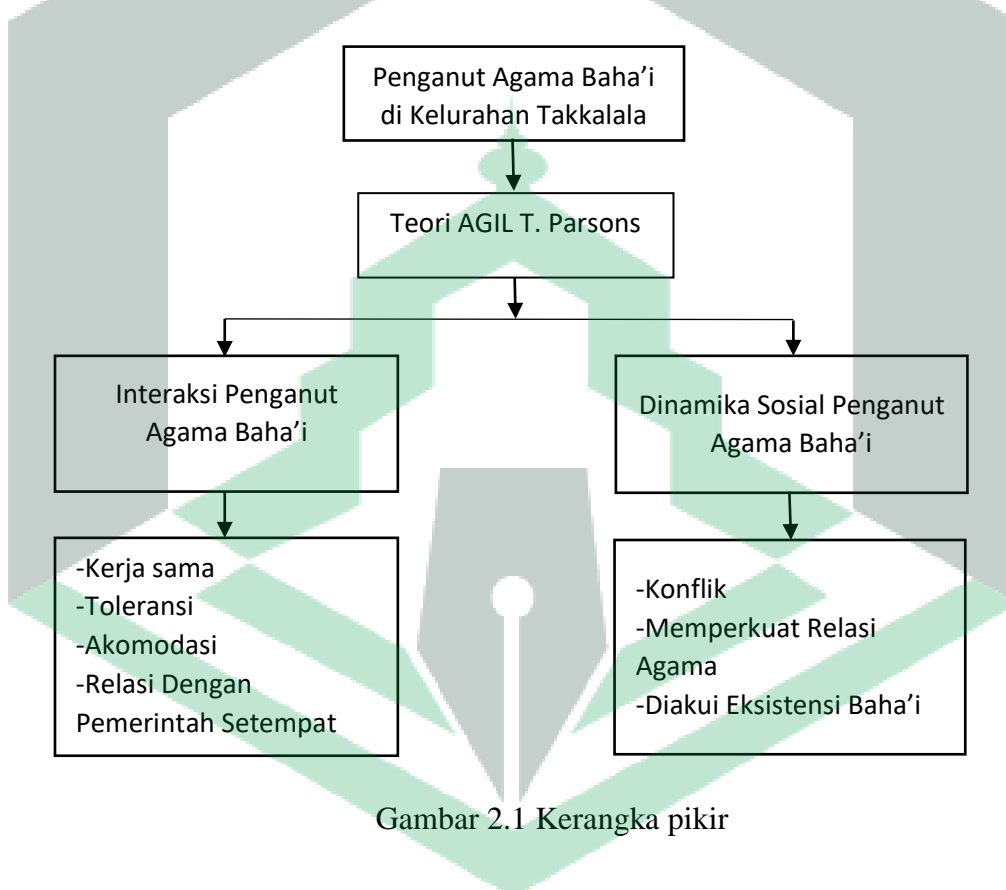 Penganut Agama Baha’i
di Kelurahan Takkalala
Teori AGIL T. Parsons
Interaksi Penganut
Agama Baha’i
Dinamika Sosial Penganut
Agama Baha’i
-Kerja sama
-Toleransi
-Akomodasi
-Relasi Dengan
Pemerintah Setempat
-Konflik
-Memperkuat Relasi
Agama
-Diakui Eksistensi Baha’i
Gambar 2.1 Kerangka pikir